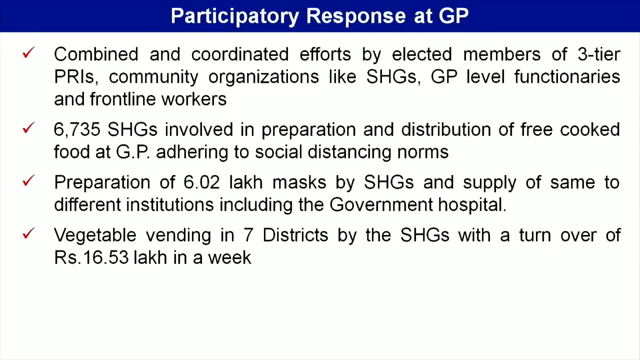 Participatory Response at GP
✓ Combined and coordinated efforts by elected members of 3-tier
PRIs, community organizations like SHGs, GP level functionaries
and frontline workers
✓ 6,735 SHGs involved in preparation and distribution of free cooked
food at G.P. adhering to social distancing norms
✓ Preparation of 6.02 lakh masks by SHGs and supply of same to
different institutions including the Government hospital.
✓ Vegetable vending in 7 Districts by the SHGs with a turn over of
Rs.16.53 lakh in a week